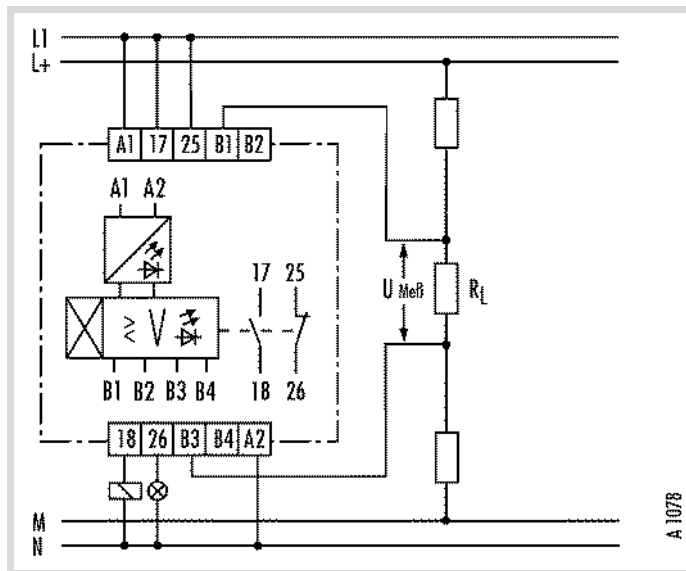 L1
L+
A1 17 25 B1 B2
A1 A2
17 25
U Meß RL
≷ V
B1 B2 B3 B4
18 26
18 26 B3 B4 A2
M
N
A 1078